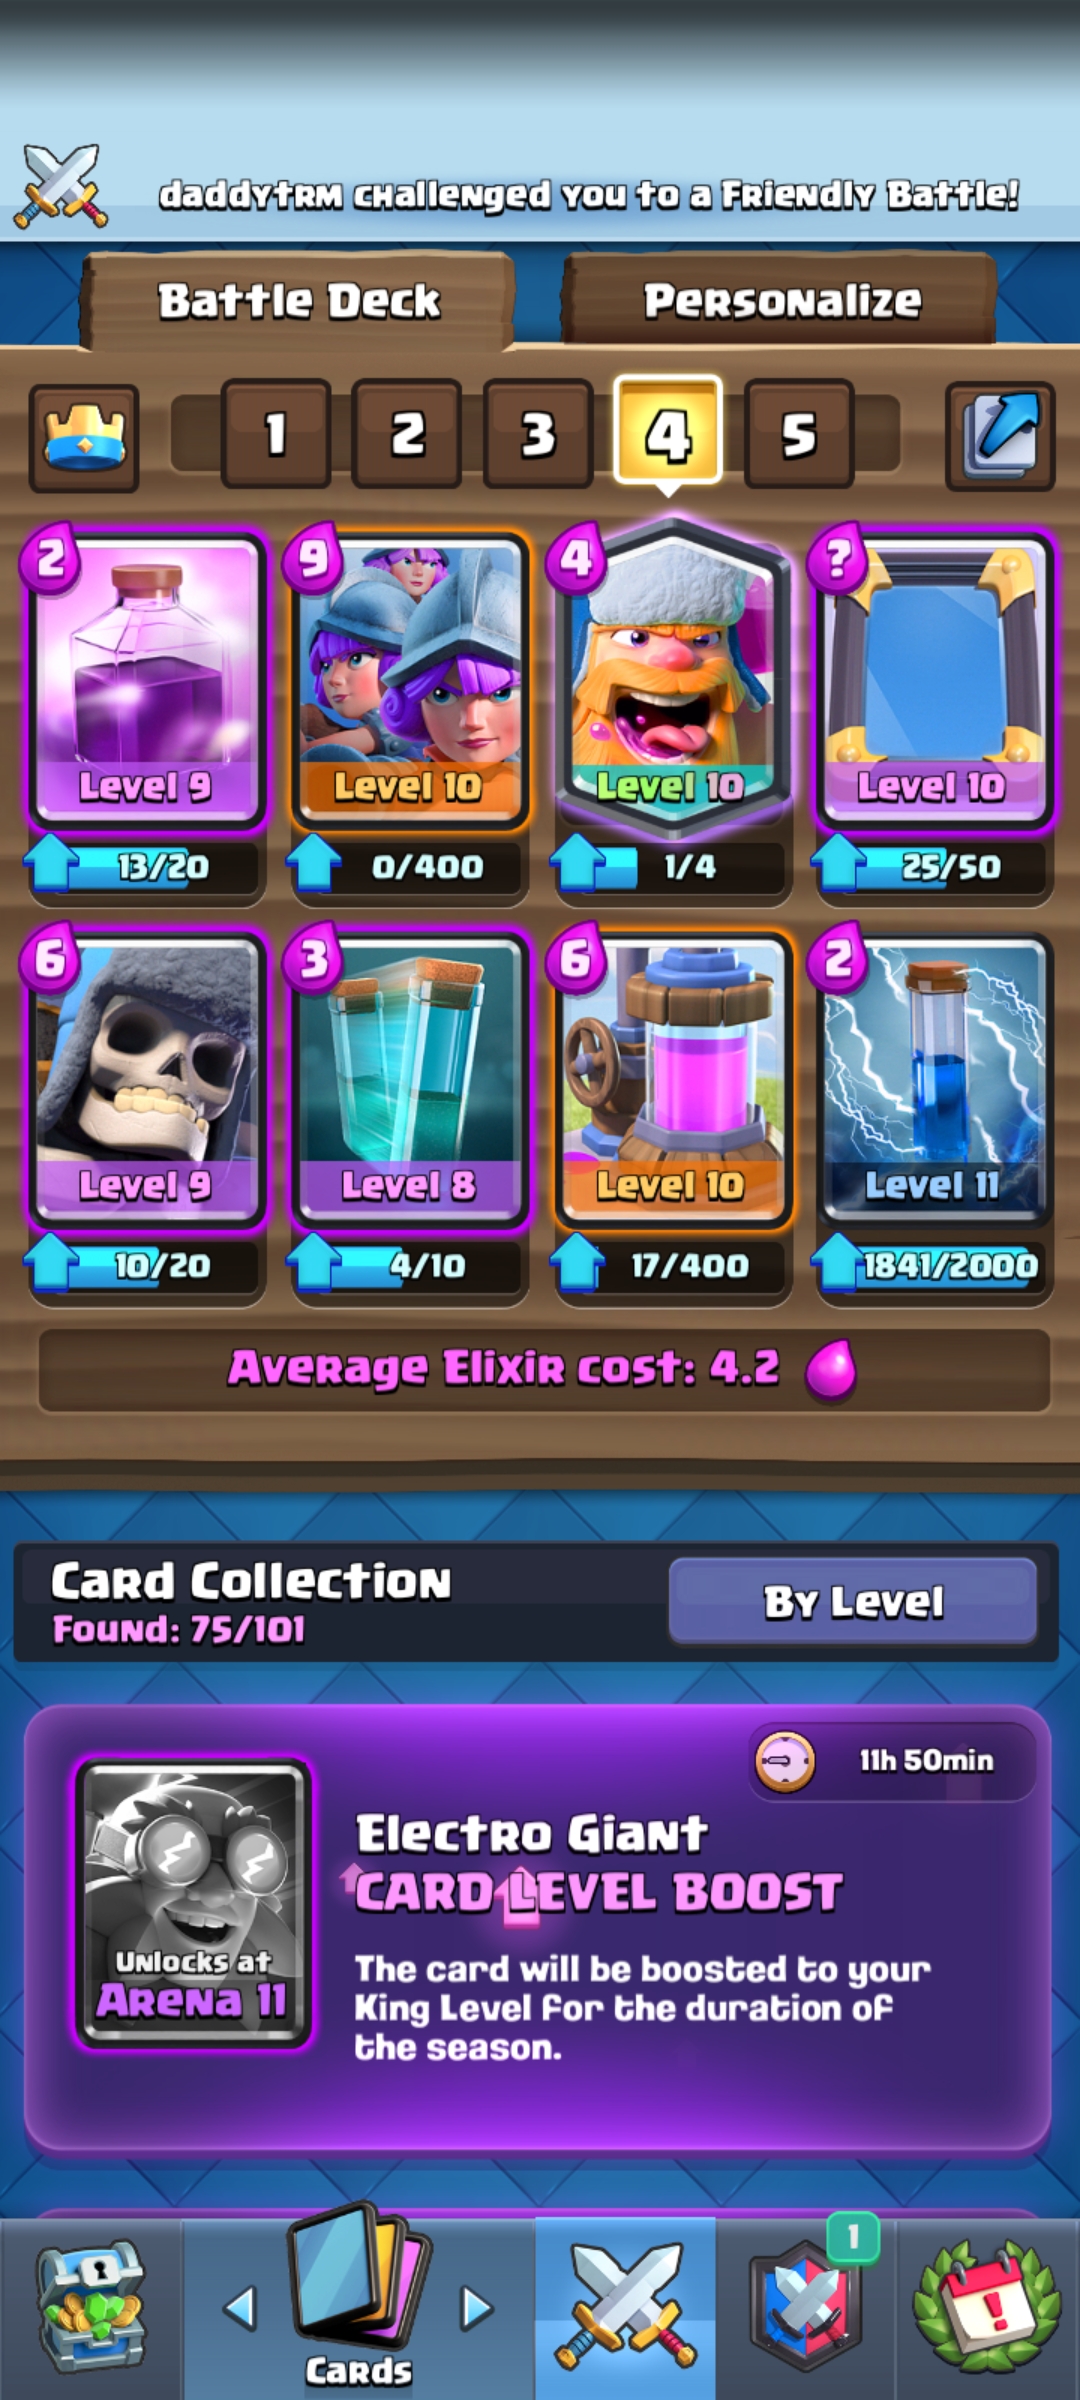 daddytrm challenged you to a Friendly Battle!
Battle Deck
Personalize
1
2
3
4
5
2
9
4
?
Level 9
Level 10
Level 10
Level 10
13/20
0/400
1/4
25/50
6
3
6
2
Level 9
Level 8
Level 10
Level 11
10/20
4/10
17/400
1841/2000
Average Elixir cost: 4.2
Card Collection
Found: 75/101
By Level
11h 50min
Electro Giant
CARD LEVEL BOOST
Unlocks at
Arena 11
The card will be boosted to your
King Level for the duration of
the season.
1
Cards